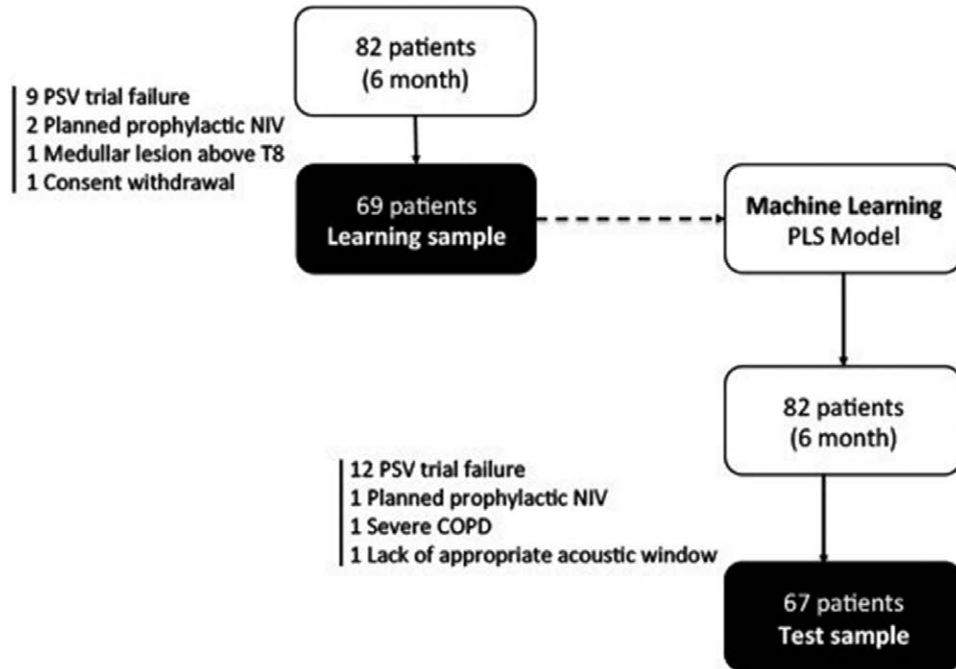 82 patients
(6 month)
9 PSV trial failure
2 Planned prophylactic NIV
1 Medullar lesion above T8
1 Consent withdrawal
69 patients
Learning sample
Machine Learning
PLS Model
82 patients
(6 month)
12 PSV trial failure
1 Planned prophylactic NIV
1 Severe COPD
1 Lack of appropriate acoustic window
67 patients
Test sample